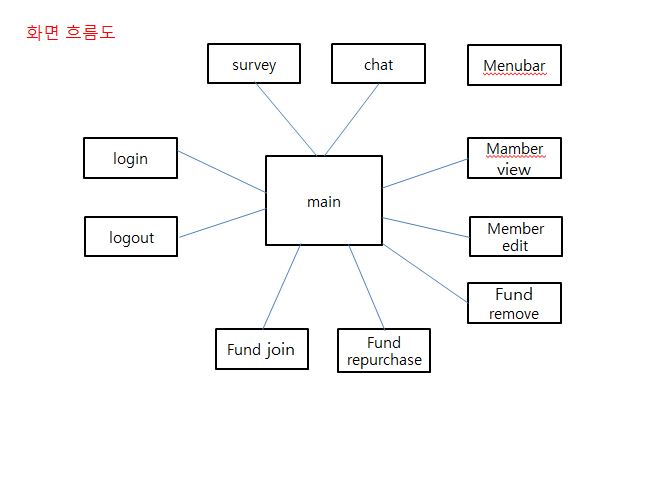 화면 흐름도
survey
chat
Menubar
login
Mamber
view
main
logout
Member
edit
Fund
remove
Fund join
Fund
repurchase